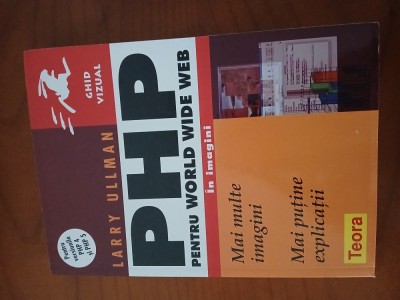 GHID
VIZUAL
LARRY ULLMAN
PHP
PENTRU WORLD WIDE WEB
în imagini
Pentru
versiunile
PHP 4
și PHP 5
Mai multe
imagini
Mai puține
explicații
Teora